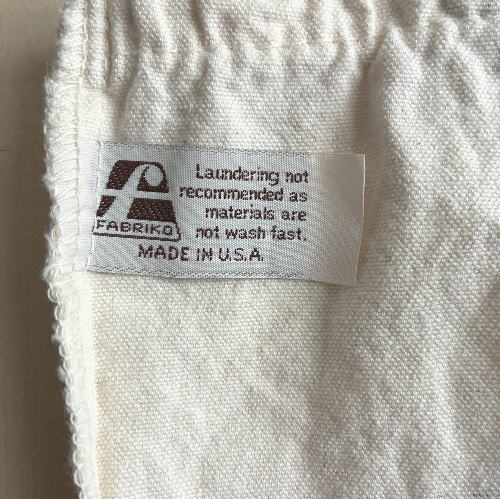 Laundering not
recommended as
materials are
not wash fast.
FABRIKO
MADE IN U.S.A.